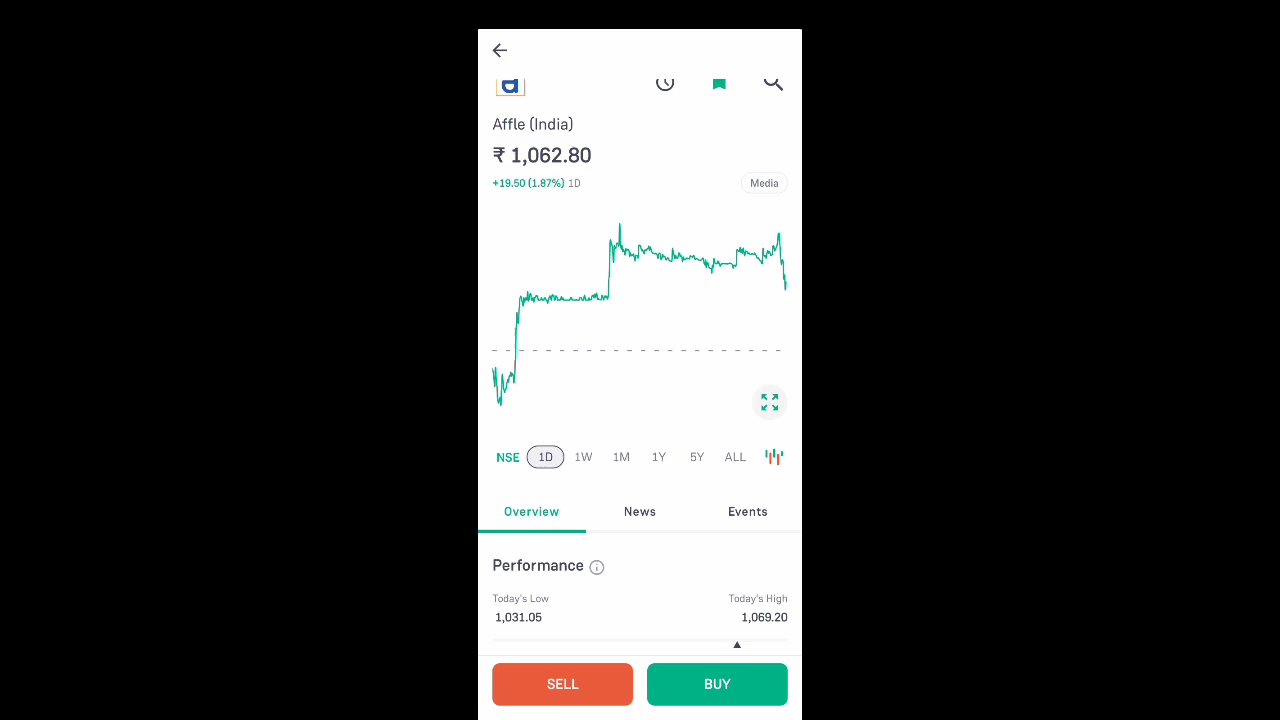 Affle (India)
₹ 1,062.80
+19.50 (1.87%) 1D
Media
NSE 1D 1W 1M 1Y 5Y ALL
Overview News Events
Performance
Today's Low Today's High
1,031.05 1,069.20
SELL BUY